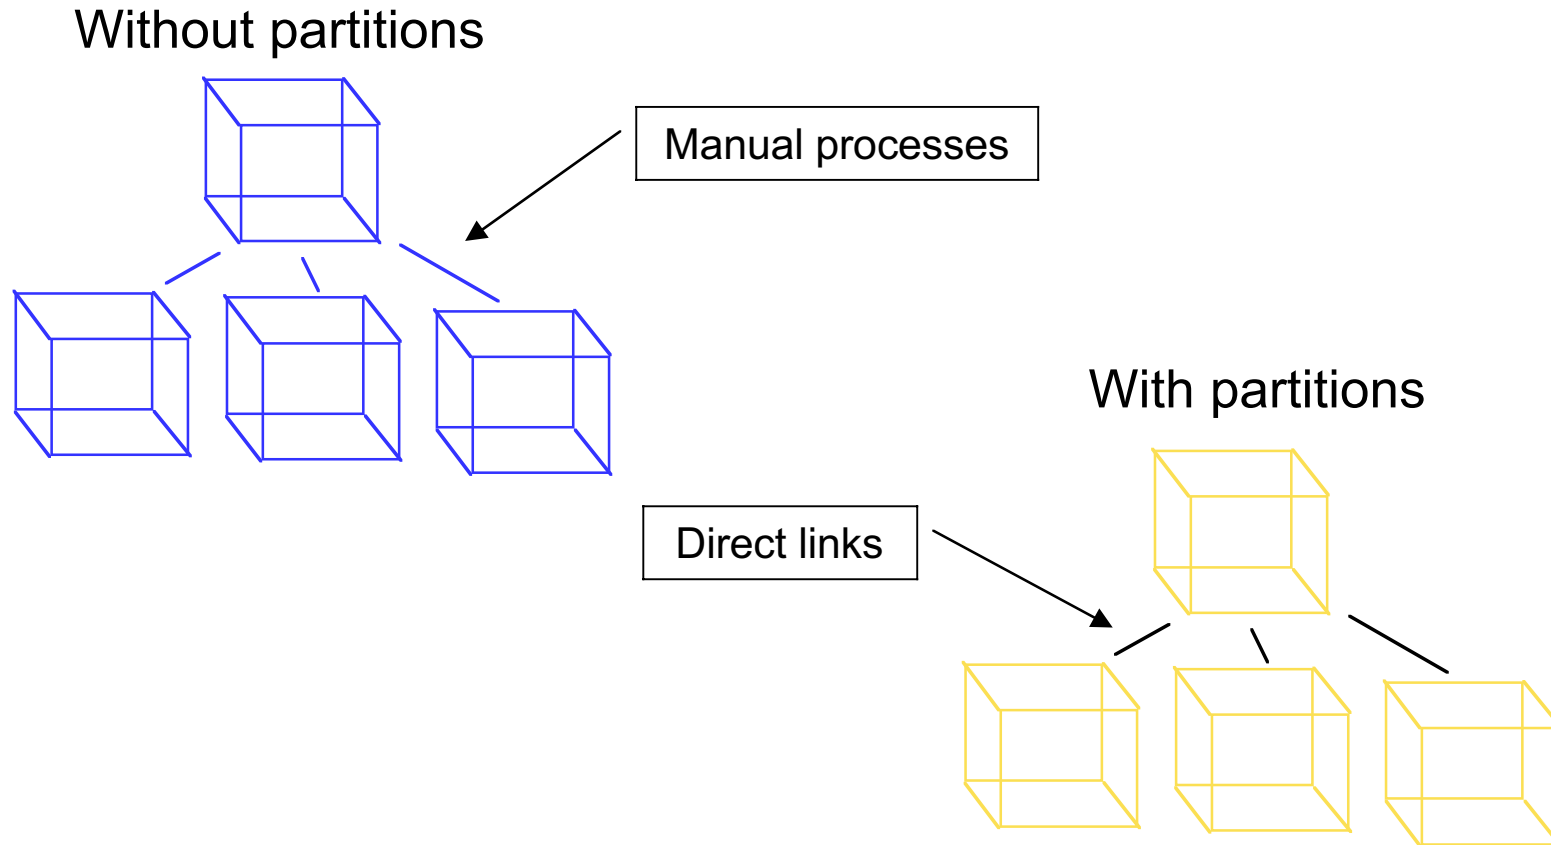 Without partitions
Manual processes
With partitions
Direct links